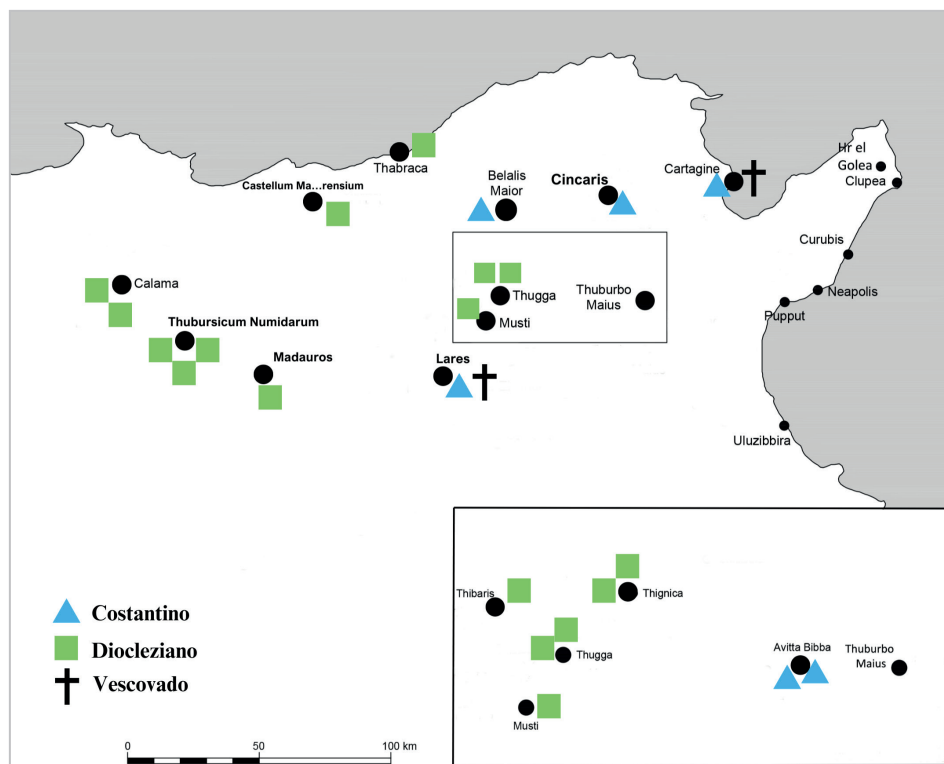 Hr el
Golea
Clupea
Thabraca
Cartagine
Castellum Ma...rensium
Belalis
Maior
Cincaris
Curubis
Calama
Thugga
Thuburbo
Maius
Neapolis
Pupput
Musti
Thubursicum Numidarum
Madauros
Lares
Uluzibbira
Thibaris
Thignica
Thugga
Avitta Bibba
Thuburbo
Maius
Musti
Costantino
Diocleziano
Vescovado
0 50 100 km